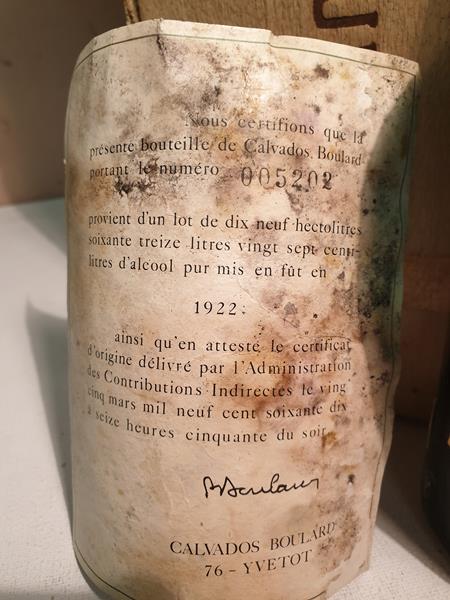 Nous certifions que la
présente bouteille de Calvados Boulard
portant le numéro 005202
provient d'un lot de dix neuf hectolitres
soixante treize litres vingt sept centi-
litres d'alcool pur mis en fût en
1922.
ainsi qu'en atteste le certificat
d'origine délivré par l'Administration
des Contributions Indirectes le ving
cinq mars mil neuf cent soixante dix
à seize heures cinquante du soir
Boulard
CALVADOS BOULARD
76 - YVETOT